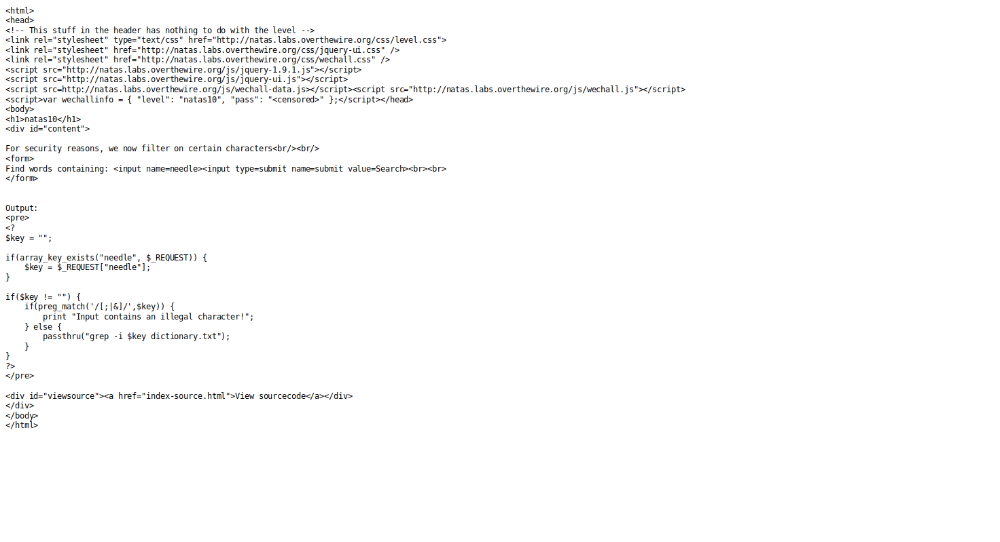 <html>
<head>
<!-- This stuff in the header has nothing to do with the level -->
<link rel="stylesheet" type="text/css" href="http://natas.labs.overthewire.org/css/level.css">
<link rel="stylesheet" href="http://natas.labs.overthewire.org/css/jquery-ui.css" />
<link rel="stylesheet" href="http://natas.labs.overthewire.org/css/wechall.css" />
<script src="http://natas.labs.overthewire.org/js/jquery-1.9.1.js"></script>
<script src="http://natas.labs.overthewire.org/js/jquery-ui.js"></script>
<script src=http://natas.labs.overthewire.org/js/wechall-data.js></script><script src="http://natas.labs.overthewire.org/js/wechall.js"></script>
<script>var wechallinfo = { "level": "natas10", "pass": "<censored>" };</script></head>
<body>
<h1>natas10</h1>
<div id="content">

For security reasons, we now filter on certain characters<br/><br/>
<form>
Find words containing: <input name=needle><input type=submit name=submit value=Search><br><br>
</form>


Output:
<pre>
<?
$key = "";

if(array_key_exists("needle", $_REQUEST)) {
    $key = $_REQUEST["needle"];
}

if($key != "") {
    if(preg_match('/[;|&]/',$key)) {
        print "Input contains an illegal character!";
    } else {
        passthru("grep -i $key dictionary.txt");
    }
}
?>
</pre>

<div id="viewsource"><a href="index-source.html">View sourcecode</a></div>
</div>
</body>
</html>